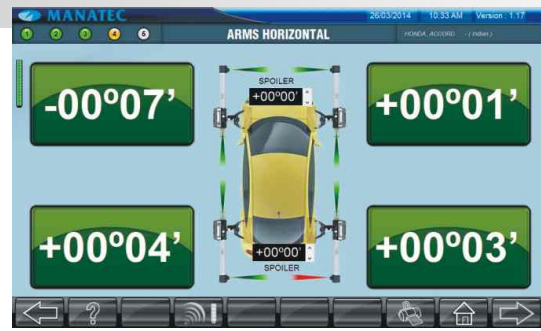 MANATEC
26/03/2014 10.33 AM Version : 1.17
1 2 3 4 5
ARMS HORIZONTAL
HONDA, ACCORD - ( Indian )
SPOILER
+00º00'
-00º07'
+00º01'
+00º04'
+00º03'
+00º00'
SPOILER
?